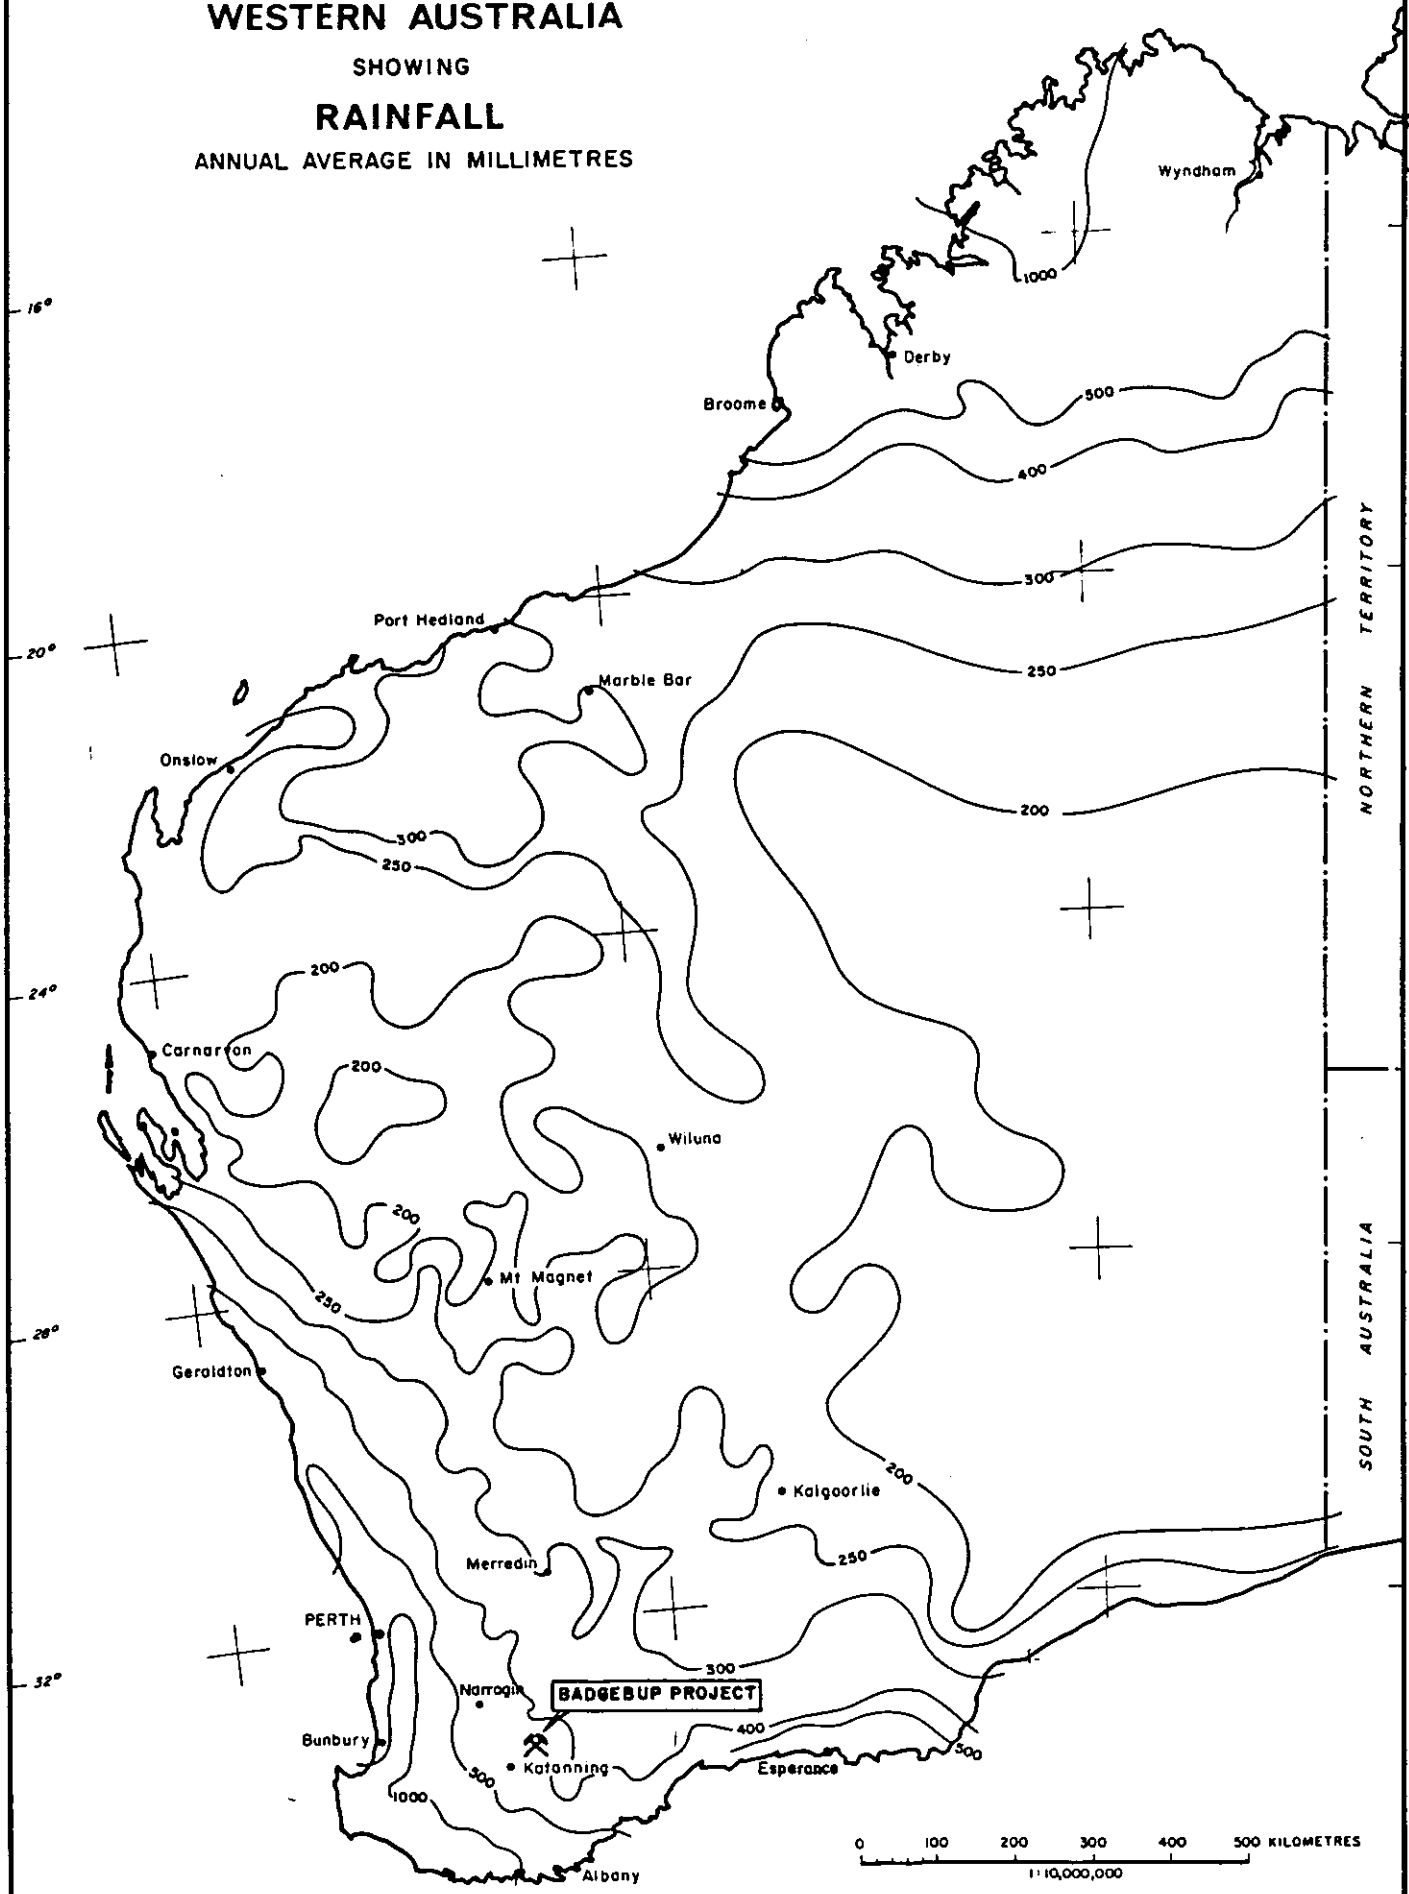 WESTERN AUSTRALIA
SHOWING
RAINFALL
ANNUAL AVERAGE IN MILLIMETRES
Wyndham
1000
16°
Derby
Broome
500
400
300
NORTHERN TERRITORY
Port Hedland
20°
250
Marble Bar
Onslow
200
300
250
200
24°
Carnarvon
200
Wiluna
200
Mt Magnet
250
28°
Geraldton
SOUTH AUSTRALIA
200
Kalgoorlie
250
Merredin
PERTH
300
32°
Narrogin
BADGEBUP PROJECT
400
Bunbury
500
Katanning
Esperance
500
1000
0 100 200 300 400 500 KILOMETRES
1:10,000,000
Albany